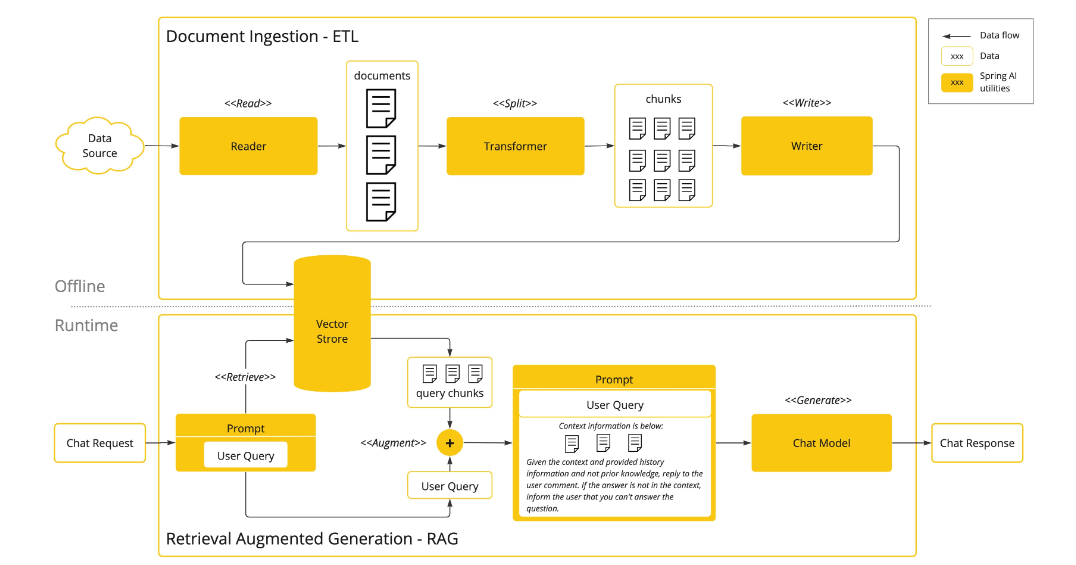 Document Ingestion - ETL
Data flow
xxx
Data
xxx
Spring AI
utilities
documents
<<Read>>
<<Split>>
chunks
<<Write>>
Data
Source
Reader
Transformer
Writer
Offline
Runtime
Vector
Strore
<<Retrieve>>
query chunks
Prompt
User Query
Context information is below:
Given the context and provided history
information and not prior knowledge, reply to the
user comment. If the answer is not in the context,
inform the user that you can't answer the
question.
<<Generate>>
Chat Request
Prompt
User Query
<<Augment>>
+
User Query
Chat Model
Chat Response
Retrieval Augmented Generation - RAG